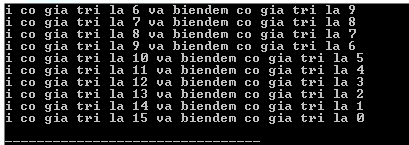 i co gia tri la 6 va biendem co gia tri la 9
i co gia tri la 7 va biendem co gia tri la 8
i co gia tri la 8 va biendem co gia tri la 7
i co gia tri la 9 va biendem co gia tri la 6
i co gia tri la 10 va biendem co gia tri la 5
i co gia tri la 11 va biendem co gia tri la 4
i co gia tri la 12 va biendem co gia tri la 3
i co gia tri la 13 va biendem co gia tri la 2
i co gia tri la 14 va biendem co gia tri la 1
i co gia tri la 15 va biendem co gia tri la 0
--------------------------------